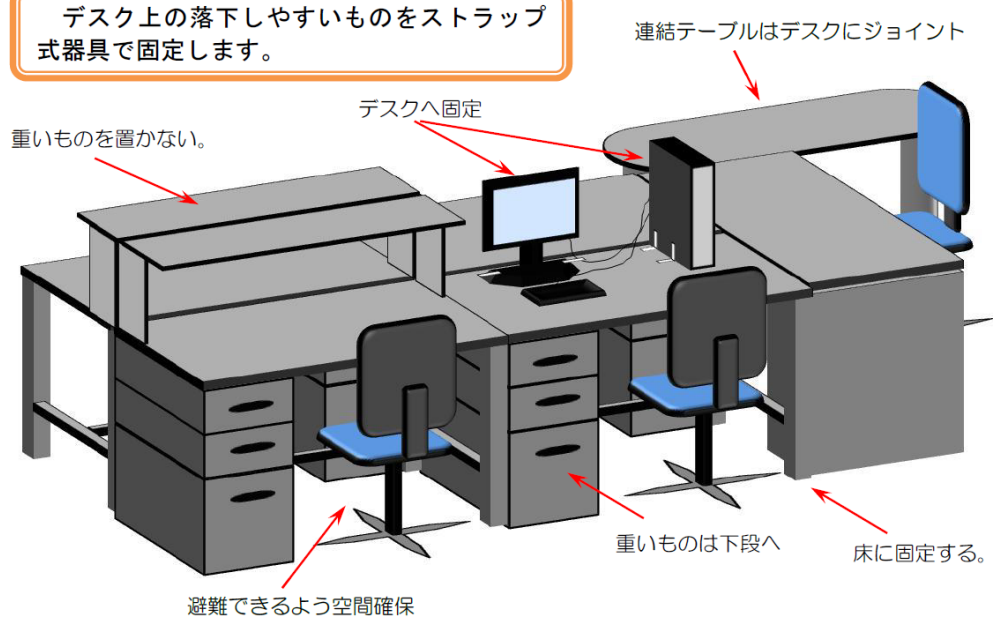 デスク上の落下しやすいものをストラップ
式器具で固定します。
連結テーブルはデスクにジョイント
デスクへ固定
重いものを置かない。
重いものは下段へ
床に固定する。
避難できるよう空間確保